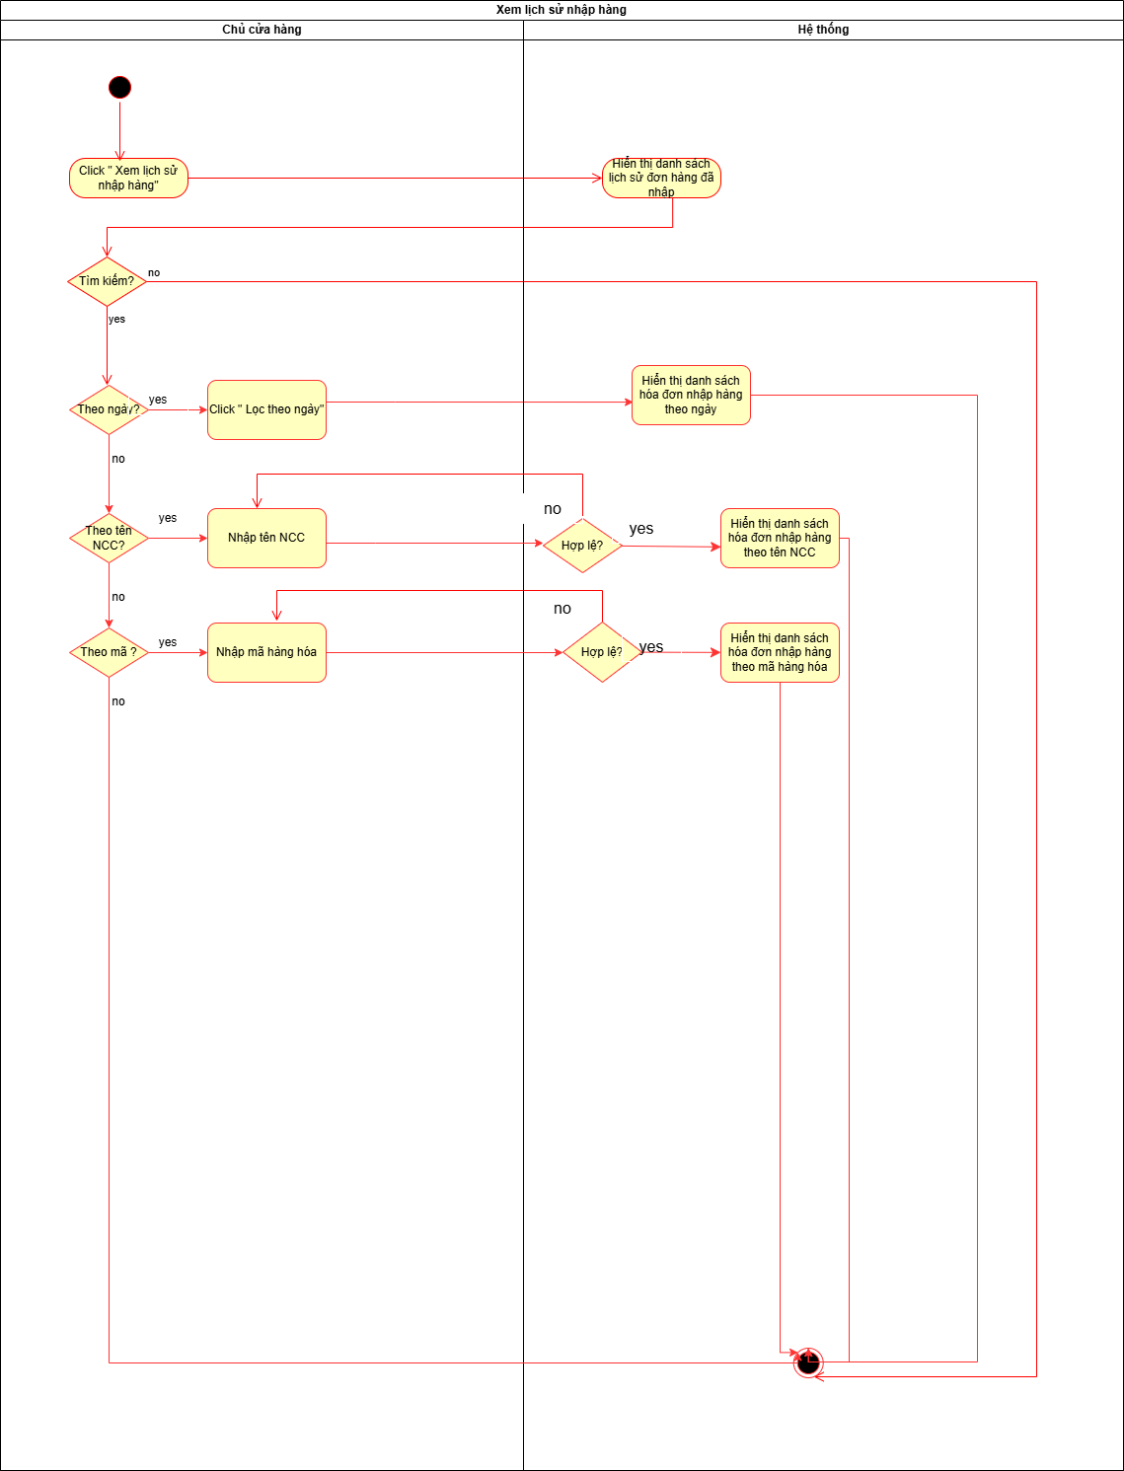 Xem lịch sử nhập hàng
Chủ cửa hàng
Hệ thống
Click " Xem lịch sử
nhập hàng"
Hiển thị danh sách
lịch sử đơn hàng đã
nhập
Tìm kiếm?
no
yes
Theo ngày?
yes
Click " Lọc theo ngày"
Hiển thị danh sách
hóa đơn nhập hàng
theo ngày
no
Theo tên
NCC?
yes
Nhập tên NCC
no
Hợp lệ?
yes
Hiển thị danh sách
hóa đơn nhập hàng
theo tên NCC
no
Theo mã ?
yes
Nhập mã hàng hóa
no
Hợp lệ?
yes
Hiển thị danh sách
hóa đơn nhập hàng
theo mã hàng hóa
no